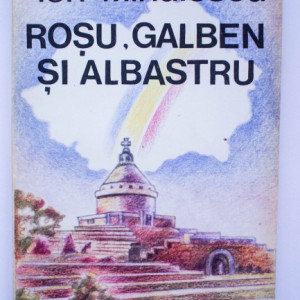 ROȘU, GALBEN
ȘI ALBASTRU